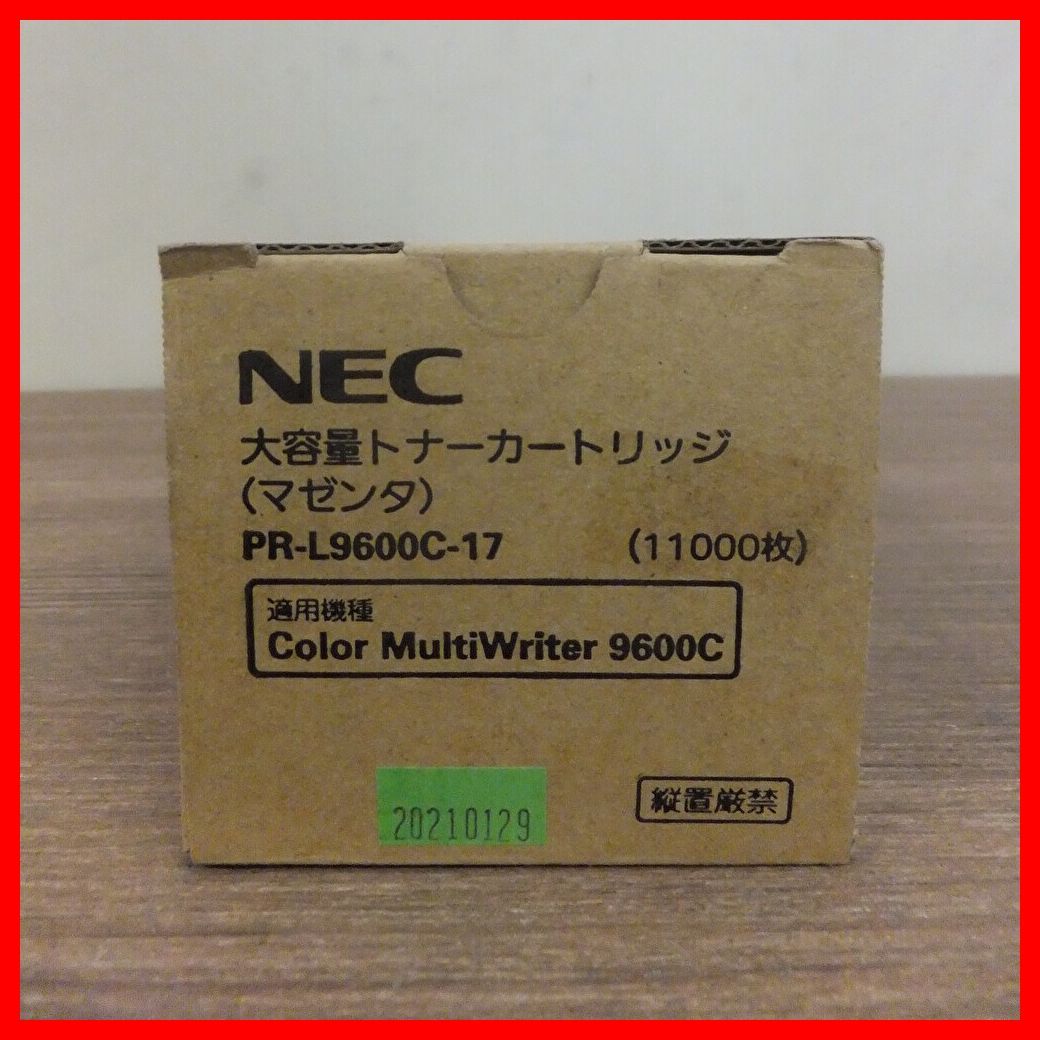 NEC
大容量トナーカートリッジ
(マゼンタ)
PR-L9600C-17 (11000枚)
適用機種
Color MultiWriter 9600C
縦置厳禁
20210129